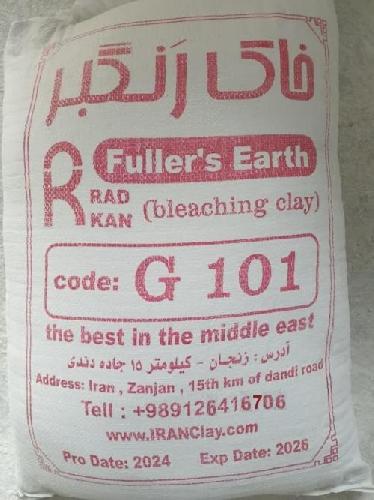 خاک رَنگبر
Fuller's Earth
RAD
KAN
(bleaching clay)
code: G 101
the best in the middle east
آدرس : زنجان - کیلومتر ۱۵ جاده دندی
Address: Iran , Zanjan , 15th km of dandi road
Tell : +989126416706
www.IRANClay.com
Pro Date: 2024 Exp Date: 2026